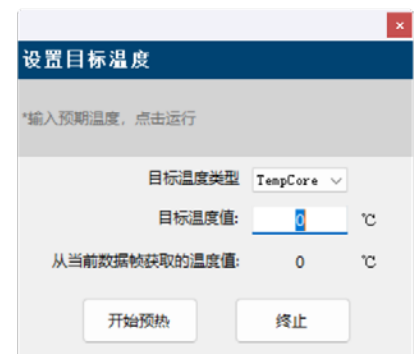 设置目标温度
*输入预期温度，点击运行
目标温度类型 TempCore
目标温度值: 0 ℃
从当前数据帧获取的温度值: 0 ℃
开始预热 终止